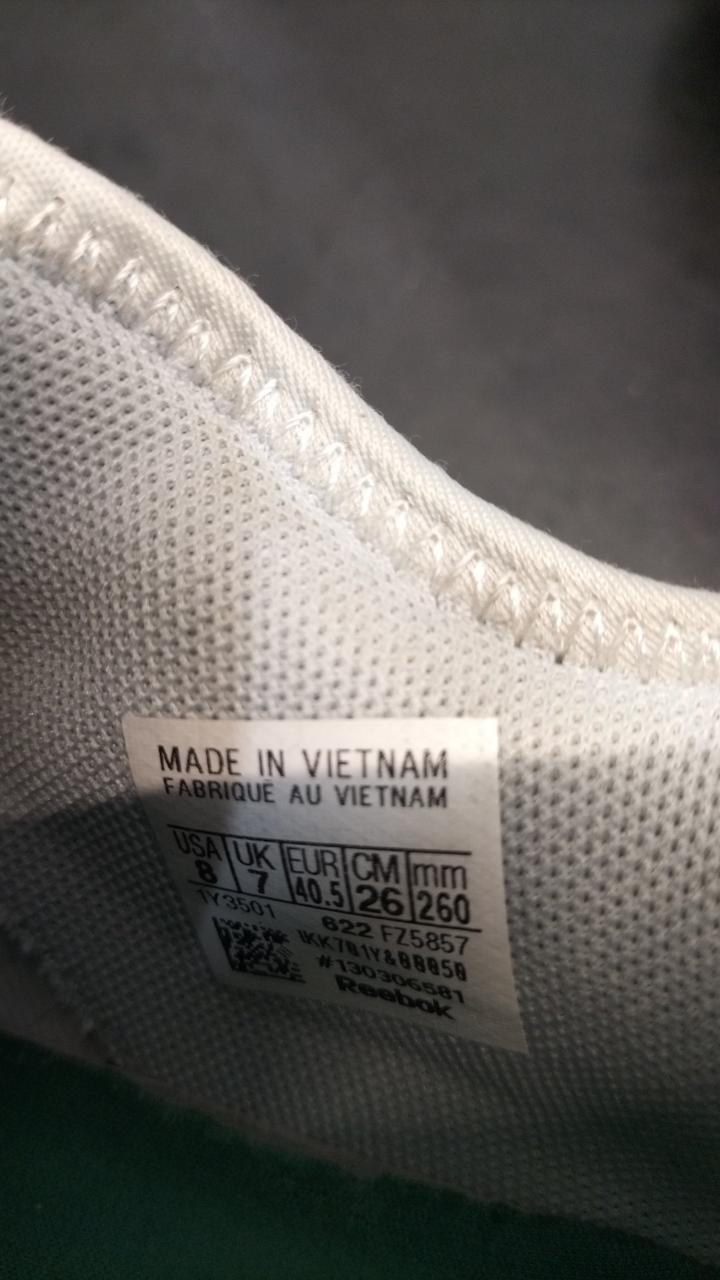 MADE IN VIETNAM
FABRIQUÉ AU VIETNAM
USA UK EUR CM mm
8 7 40.5 26 260
1Y3501 622 FZ5857
#130306581
Reebok